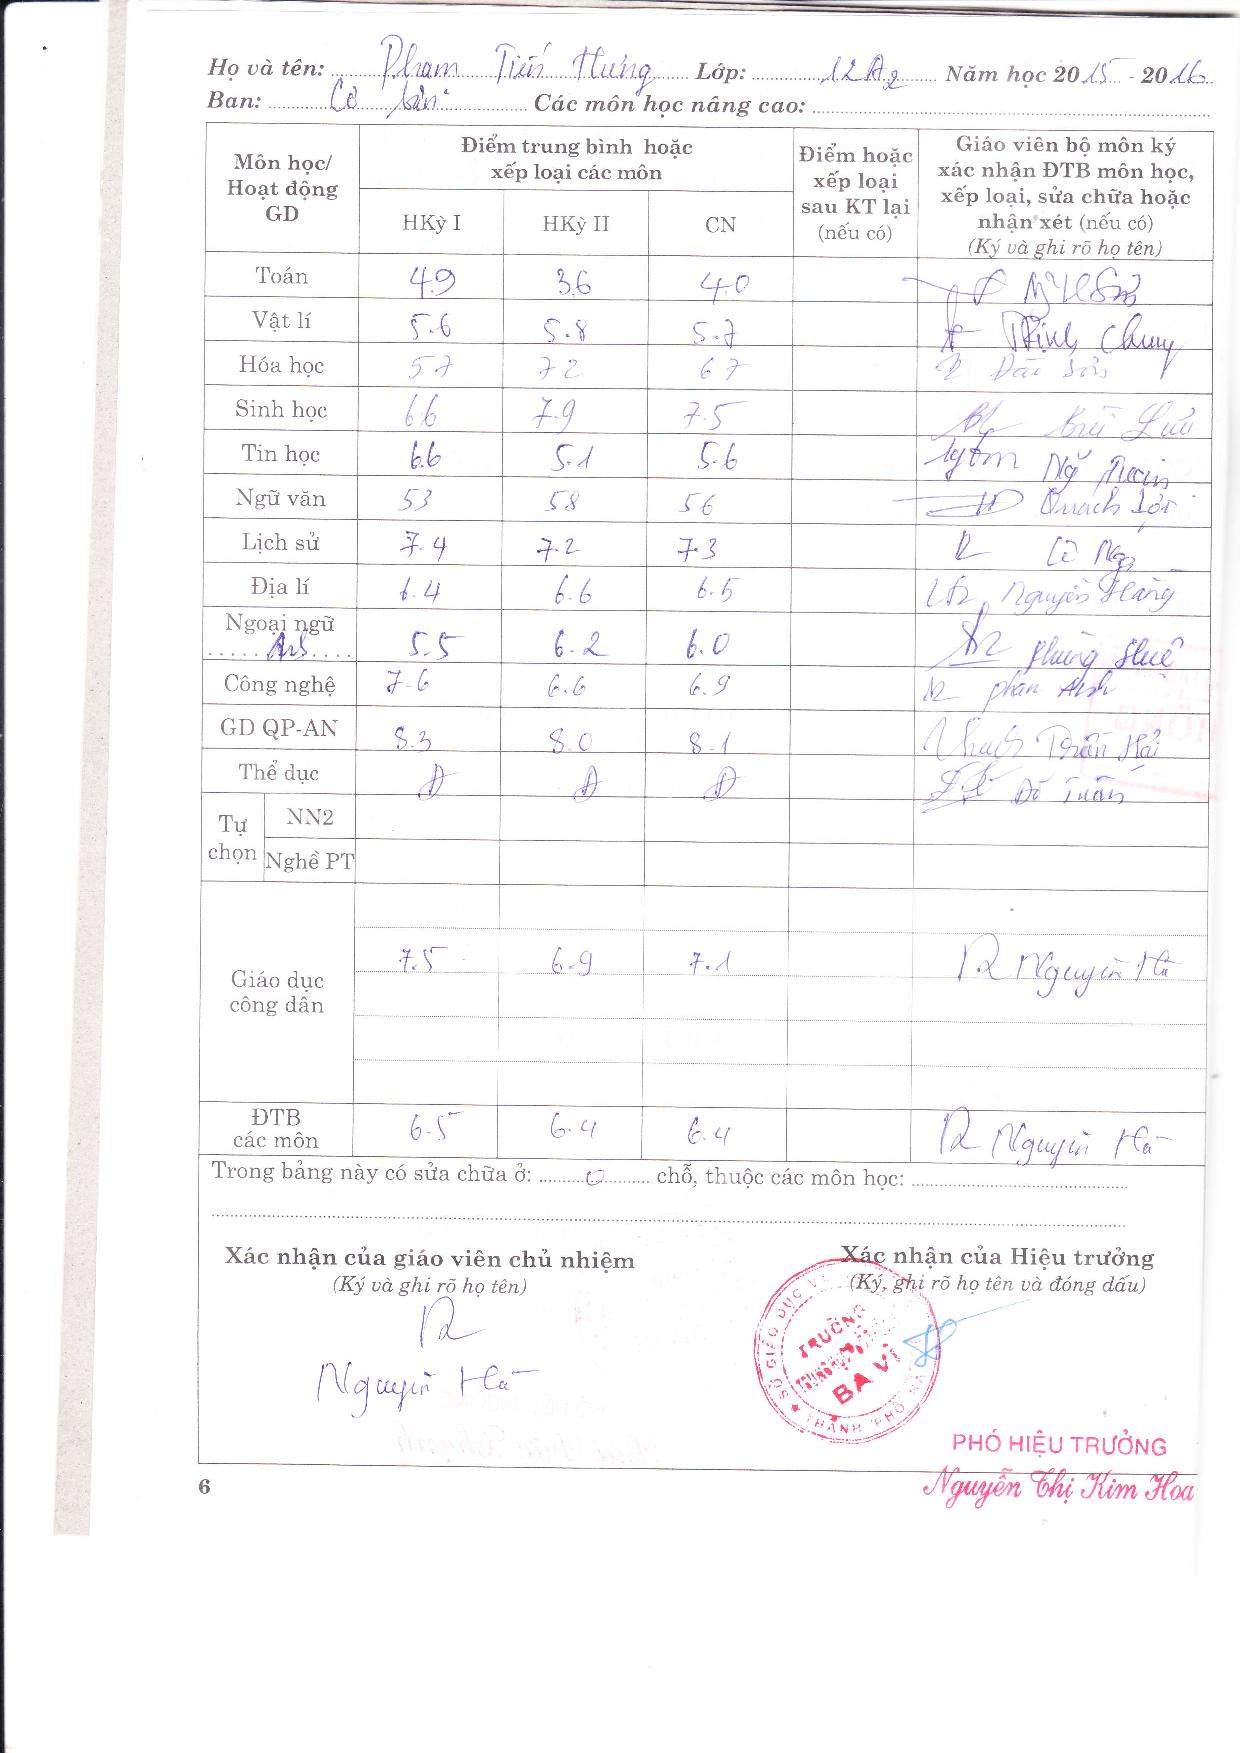 Họ và tên: Phạm Tiến Hưng Lớp: 12A2 Năm học 2015 - 2016
Ban: Cơ bản Các môn học nâng cao:
Môn học/ Hoạt động GD
Điểm trung bình hoặc xếp loại các môn
Điểm hoặc xếp loại sau KT lại (nếu có)
Giáo viên bộ môn ký xác nhận ĐTB môn học, xếp loại, sửa chữa hoặc nhận xét (nếu có) (Ký và ghi rõ họ tên)
HKỳ I HKỳ II CN
Toán 4.9 3.6 4.0
Vật lí 5.6 5.8 5.7 Trịnh Chung
Hóa học 5.7 7.2 6.7
Sinh học 6.6 7.9 7.5
Tin học 6.6 5.1 5.6
Ngữ văn 5.3 5.8 5.6 Quách
Lịch sử 7.4 7.2 7.3 Lê Nga
Địa lí 6.4 6.6 6.5 Nguyễn Hằng
Ngoại ngữ
..... Anh .... 5.5 6.2 6.0 Phùng Huệ
Công nghệ 7.6 6.6 6.9 Phan Anh
GD QP-AN 8.3 8.0 8.1 Trần Hải
Thể dục Đ Đ Đ Đỗ Tuấn
Tự chọn NN2
Nghề PT
Giáo dục công dân 7.5 6.9 7.1 Nguyễn Hà
ĐTB các môn 6.5 6.4 6.4 Nguyễn Hà
Trong bảng này có sửa chữa ở: 0 chỗ, thuộc các môn học:
Xác nhận của giáo viên chủ nhiệm Xác nhận của Hiệu trưởng
(Ký và ghi rõ họ tên) (Ký, ghi rõ họ tên và đóng dấu)
Nguyễn Hà
SỞ GIÁO DỤC VÀ
TRƯỜNG
BA VÌ
THÀNH PHỐ HÀ
PHÓ HIỆU TRƯỞNG
6 Nguyễn Thị Kim Hoa